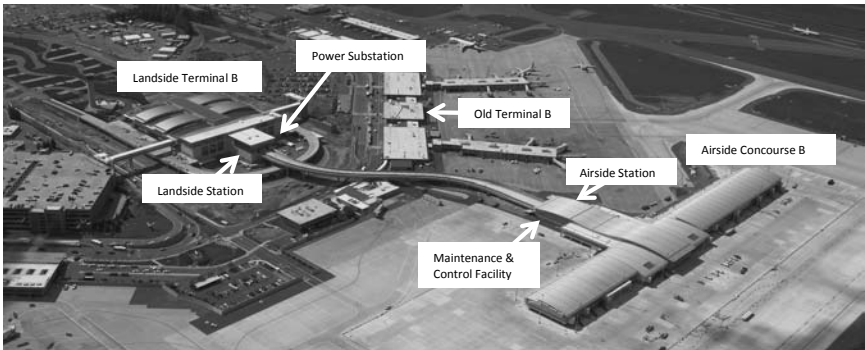 Power Substation
Landside Terminal B
Old Terminal B
Airside Concourse B
Airside Station
Landside Station
Maintenance &
Control Facility